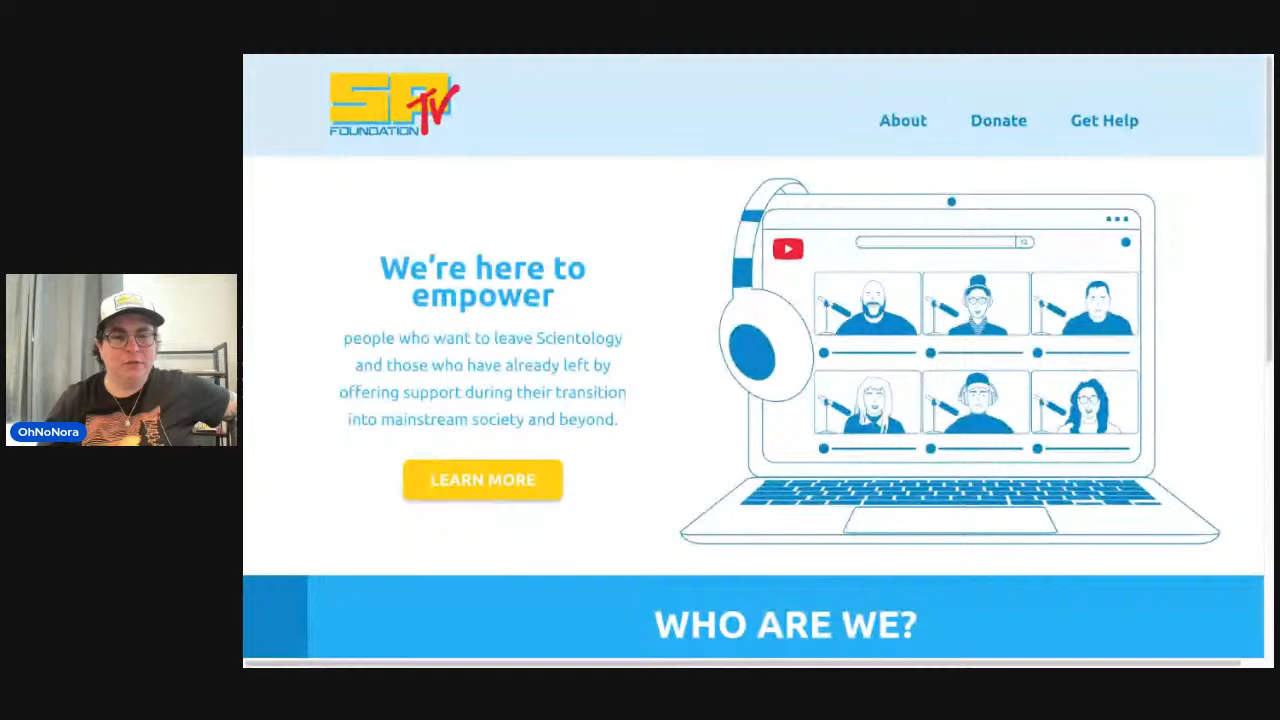 SPTV
FOUNDATION
About
Donate
Get Help
We're here to
empower
people who want to leave Scientology
and those who have already left by
offering support during their transition
into mainstream society and beyond.
LEARN MORE
WHO ARE WE?
OhNoNora